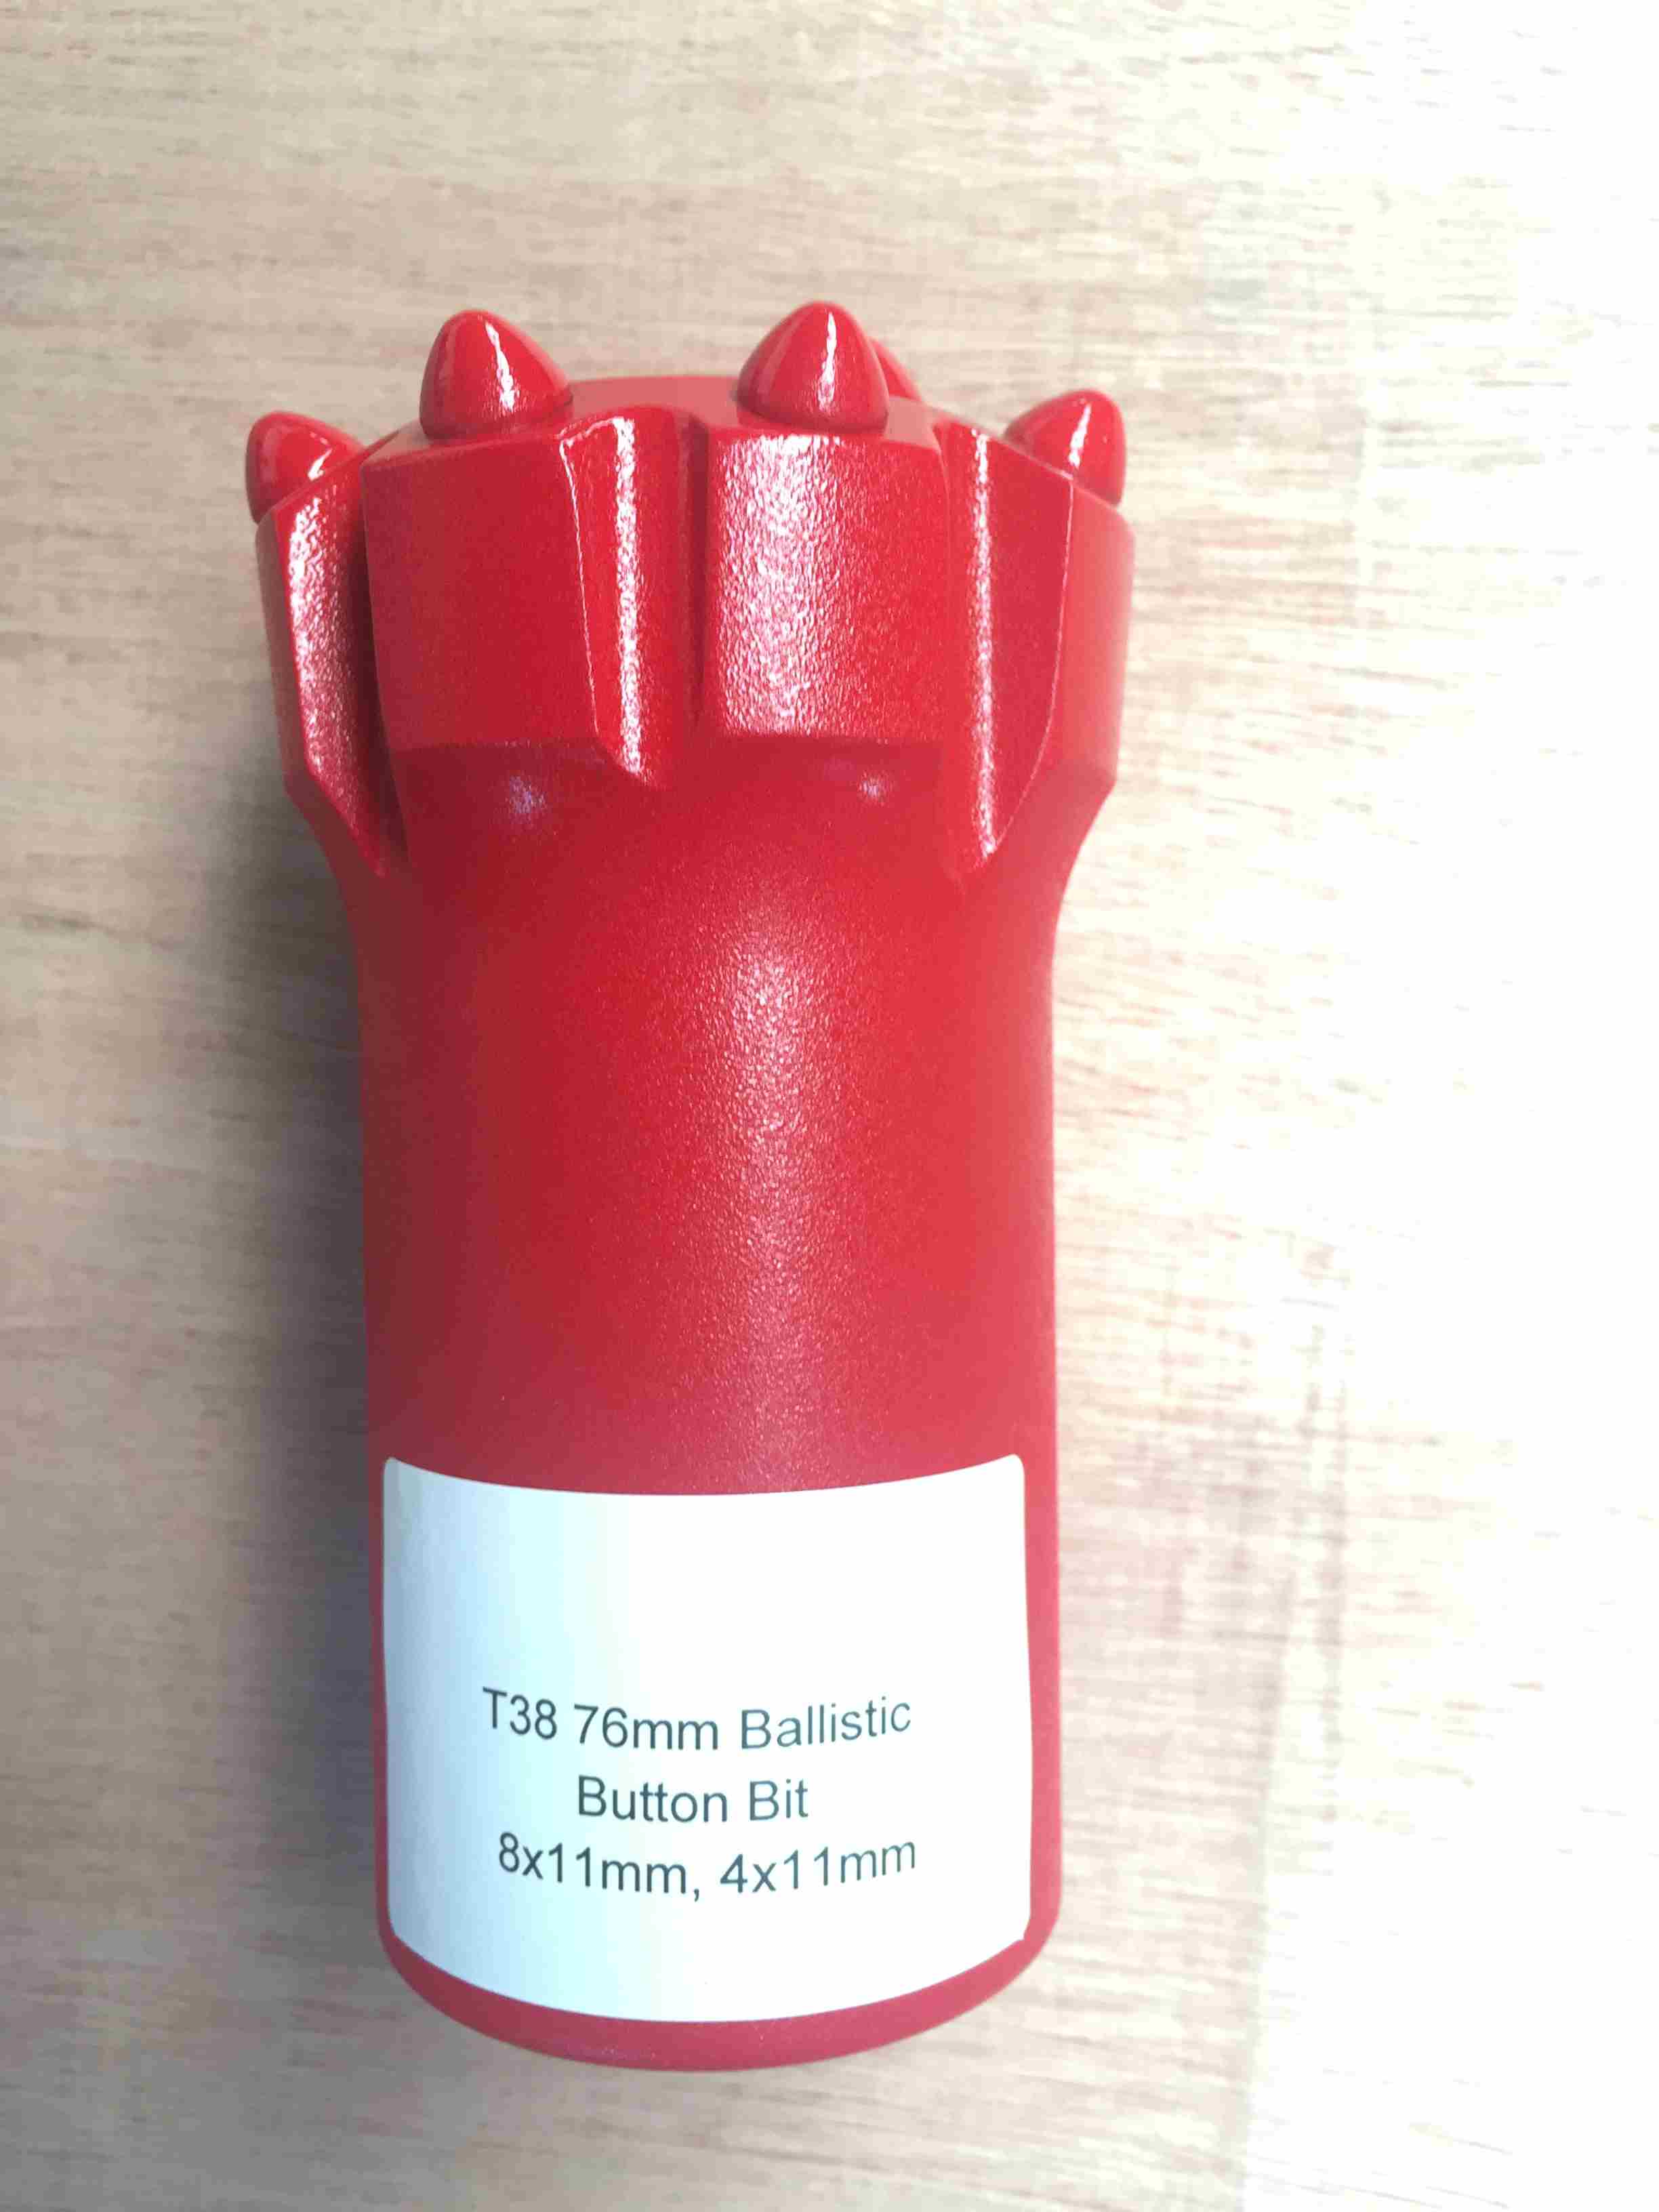 T38 76mm Ballistic
Button Bit
8x11mm, 4x11mm